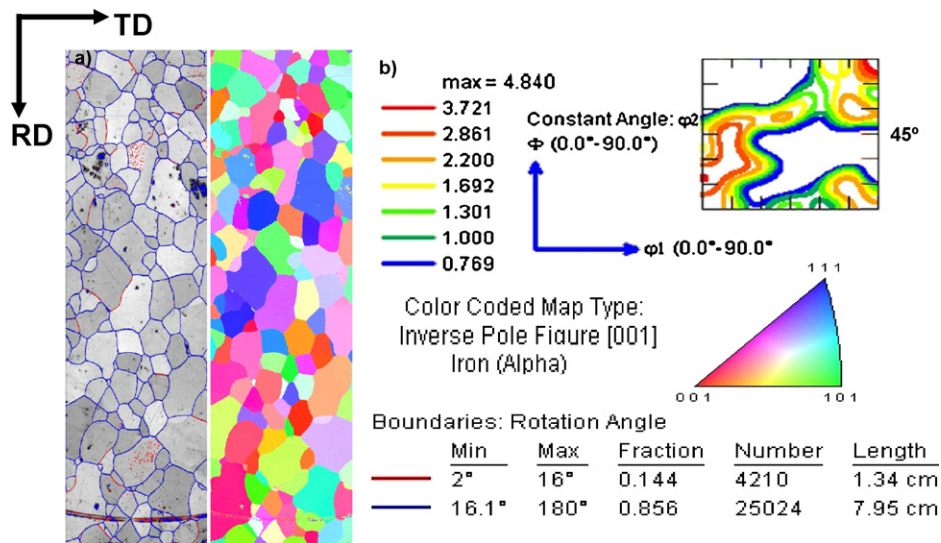 TD
RD
a)
b)
max = 4.840
3.721
2.861
2.200
1.692
1.301
1.000
0.769
Constant Angle: φ2
Φ (0.0°-90.0°)
45º
φ1 (0.0°-90.0°
Color Coded Map Type:
Inverse Pole Figure [001]
Iron (Alpha)
111
001
101
Boundaries: Rotation Angle
Min Max Fraction Number Length
2° 16° 0.144 4210 1.34 cm
16.1° 180° 0.856 25024 7.95 cm